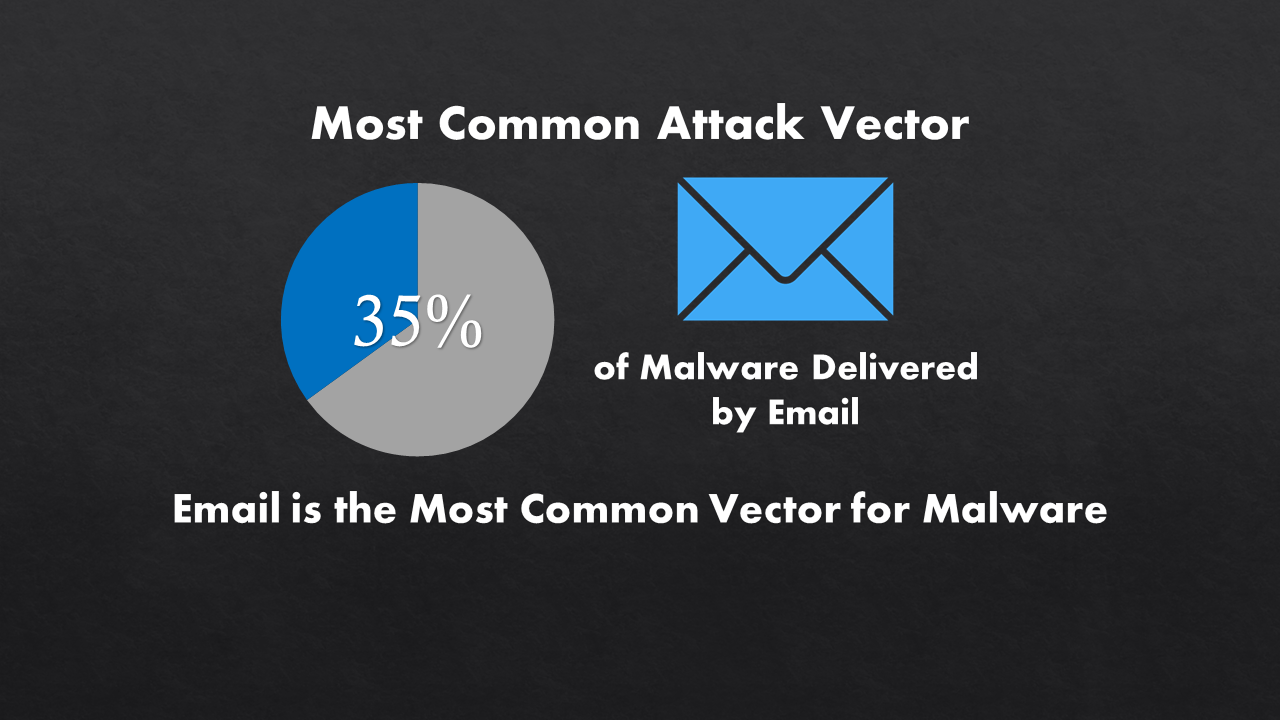 Most Common Attack Vector
35%
of Malware Delivered
by Email
Email is the Most Common Vector for Malware